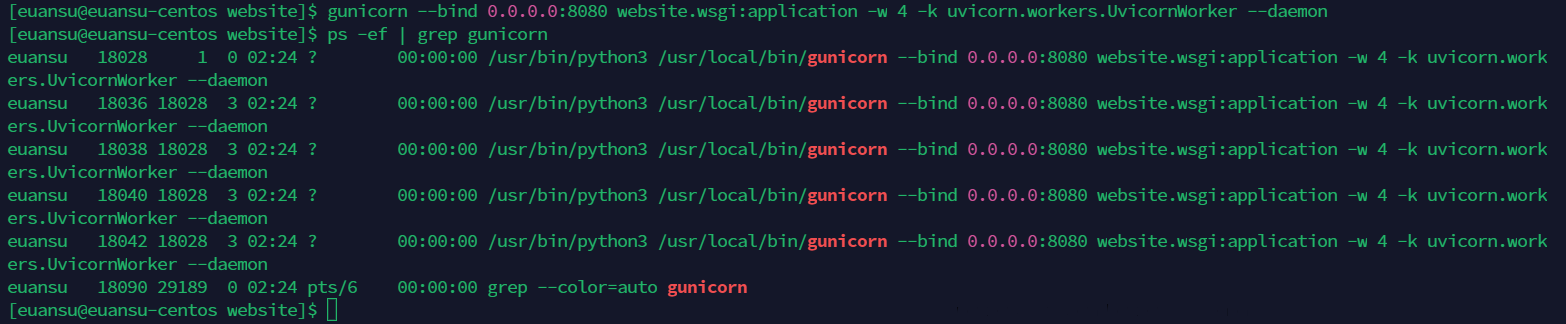 [euansu@euansu-centos website]$ gunicorn --bind 0.0.0.0:8080 website.wsgi:application -w 4 -k uvicorn.workers.UvicornWorker --daemon
[euansu@euansu-centos website]$ ps -ef | grep gunicorn
euansu   18028     1  0 02:24 ?        00:00:00 /usr/bin/python3 /usr/local/bin/gunicorn --bind 0.0.0.0:8080 website.wsgi:application -w 4 -k uvicorn.work
ers.UvicornWorker --daemon
euansu   18036 18028  3 02:24 ?        00:00:00 /usr/bin/python3 /usr/local/bin/gunicorn --bind 0.0.0.0:8080 website.wsgi:application -w 4 -k uvicorn.work
ers.UvicornWorker --daemon
euansu   18038 18028  3 02:24 ?        00:00:00 /usr/bin/python3 /usr/local/bin/gunicorn --bind 0.0.0.0:8080 website.wsgi:application -w 4 -k uvicorn.work
ers.UvicornWorker --daemon
euansu   18040 18028  3 02:24 ?        00:00:00 /usr/bin/python3 /usr/local/bin/gunicorn --bind 0.0.0.0:8080 website.wsgi:application -w 4 -k uvicorn.work
ers.UvicornWorker --daemon
euansu   18042 18028  3 02:24 ?        00:00:00 /usr/bin/python3 /usr/local/bin/gunicorn --bind 0.0.0.0:8080 website.wsgi:application -w 4 -k uvicorn.work
ers.UvicornWorker --daemon
euansu   18090 29189  0 02:24 pts/6    00:00:00 grep --color=auto gunicorn
[euansu@euansu-centos website]$